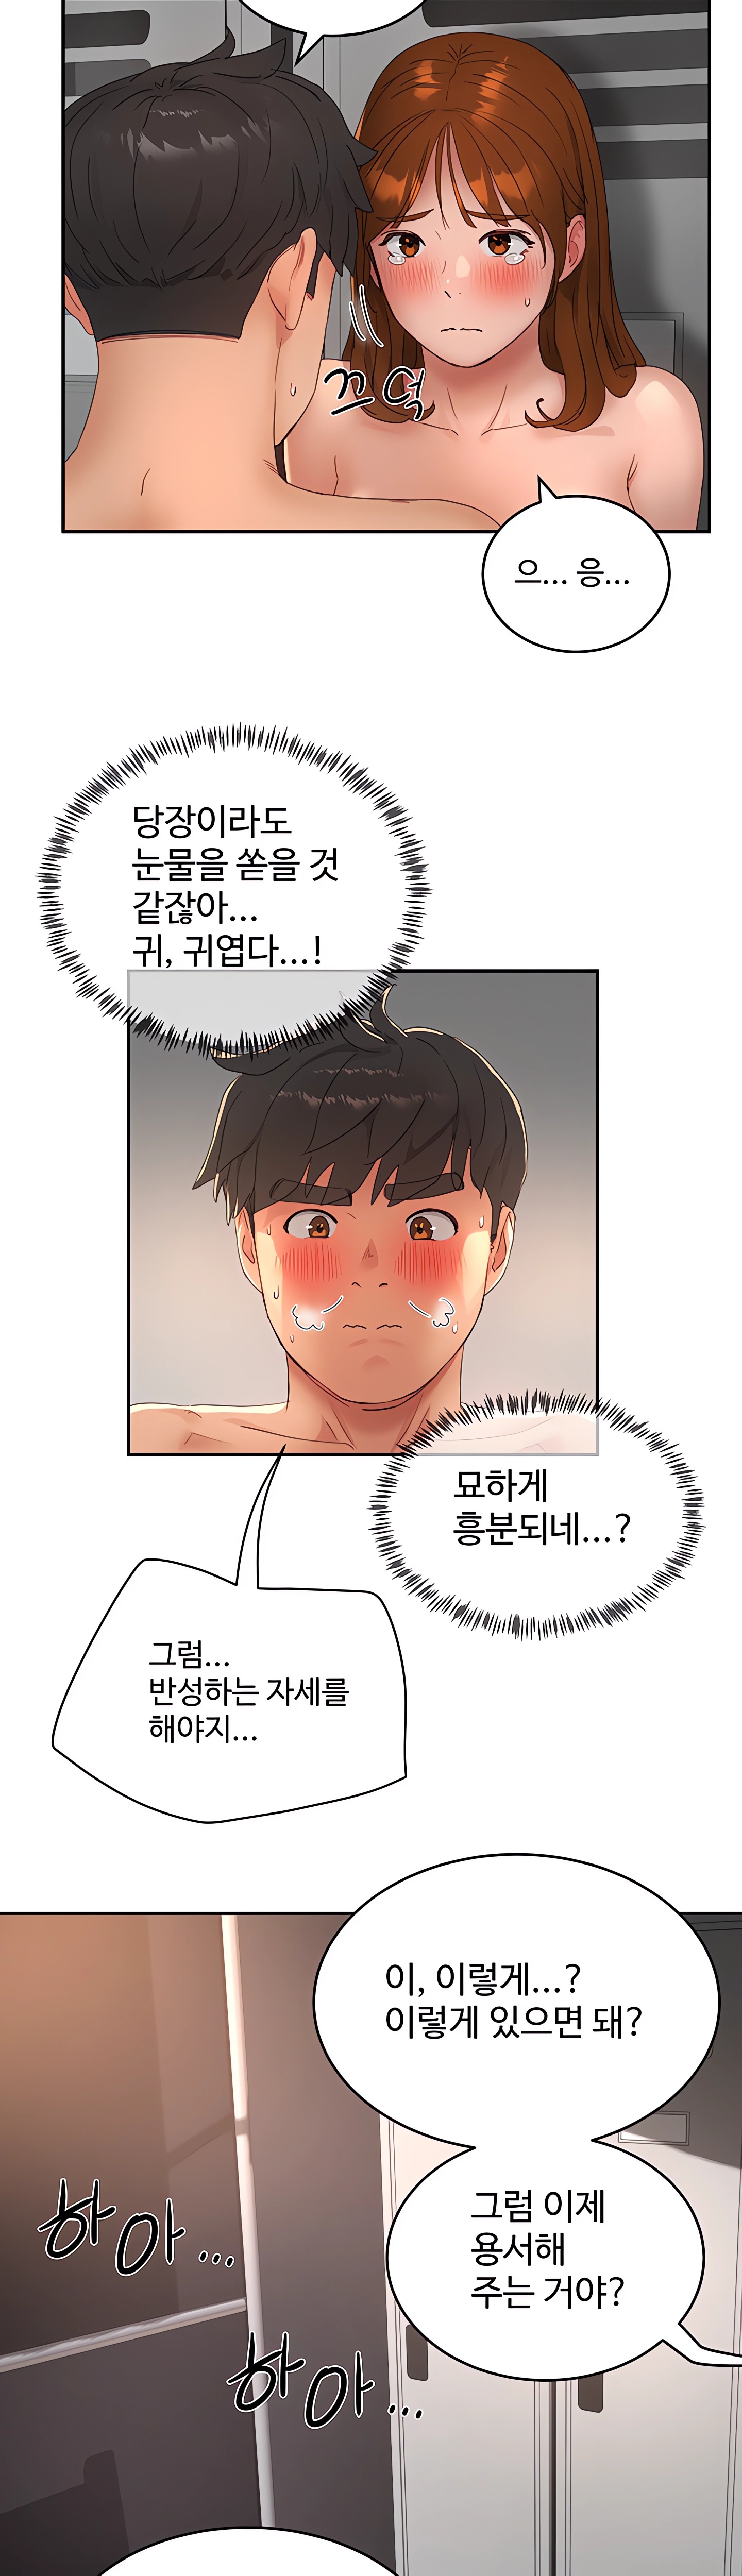 끄덕
으... 응...
당장이라도
눈물을 쏟을 것
같잖아...
귀, 귀엽다...!
묘하게
흥분되네...?
그럼...
반성하는 자세를
해야지...
이, 이렇게...?
이렇게 있으면 돼?
그럼 이제
용서해
주는 거야?
하아...
하아...